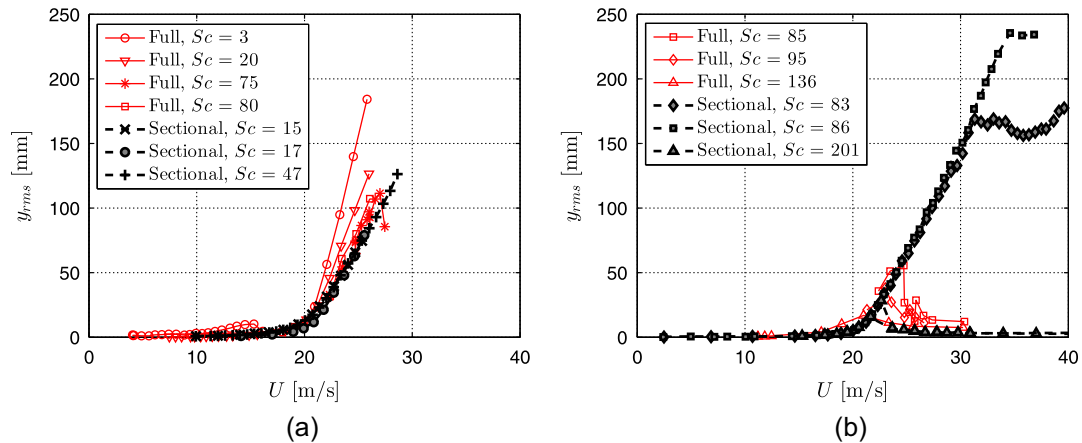 250
200
150
100
50
0
y_rms [mm]
Full, Sc = 3
Full, Sc = 20
Full, Sc = 75
Full, Sc = 80
Sectional, Sc = 15
Sectional, Sc = 17
Sectional, Sc = 47
0 10 20 30 40
U [m/s]
(a)
250
200
150
100
50
0
y_rms [mm]
Full, Sc = 85
Full, Sc = 95
Full, Sc = 136
Sectional, Sc = 83
Sectional, Sc = 86
Sectional, Sc = 201
0 10 20 30 40
U [m/s]
(b)